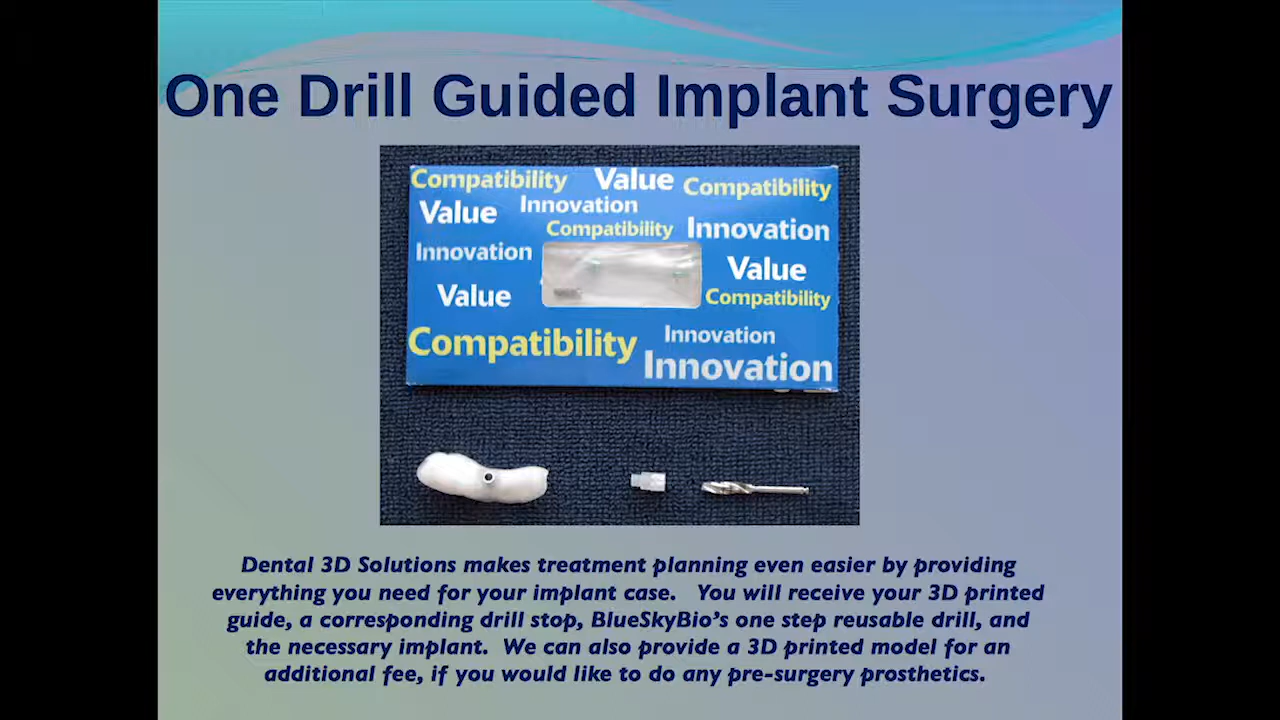 One Drill Guided Implant Surgery
Compatibility Value Compatibility
Value Innovation
Compatibility Innovation
Innovation
Value
Value Compatibility
Compatibility Innovation
Innovation
Dental 3D Solutions makes treatment planning even easier by providing
everything you need for your implant case. You will receive your 3D printed
guide, a corresponding drill stop, BlueSkyBio's one step reusable drill, and
the necessary implant. We can also provide a 3D printed model for an
additional fee, if you would like to do any pre-surgery prosthetics.